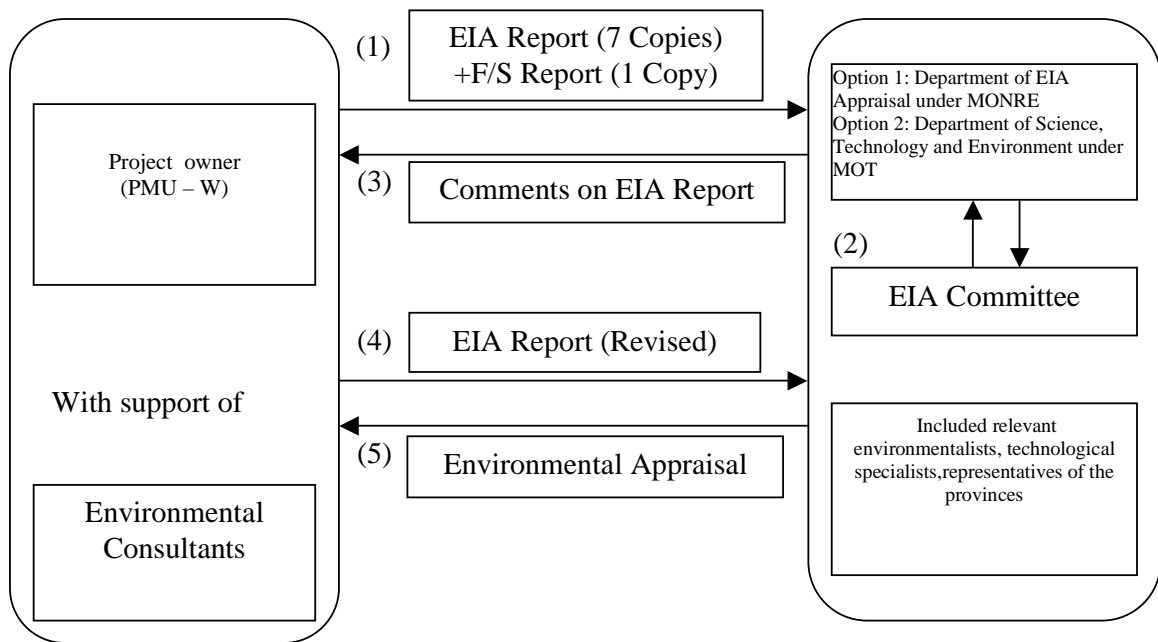 (1)
EIA Report (7 Copies)
+F/S Report (1 Copy)
Option 1: Department of EIA
Appraisal under MONRE
Option 2: Department of Science,
Technology and Environment under
MOT
Project owner
(PMU – W)
(3)
Comments on EIA Report
(2)
EIA Committee
(4)
EIA Report (Revised)
With support of
(5)
Environmental Appraisal
Included relevant
environmentalists, technological
specialists,representatives of the
provinces
Environmental
Consultants